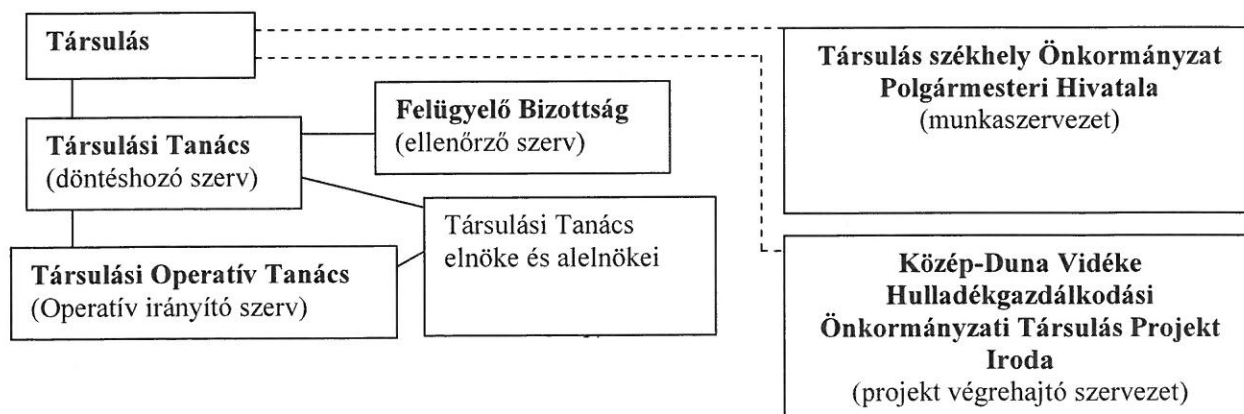 Társulás
Társulási Tanács
(döntéshozó szerv)
Társulási Operatív Tanács
(Operatív irányító szerv)
Felügyelő Bizottság
(ellenőrző szerv)
Társulási Tanács
elnöke és alelnökei
Társulás székhely Önkormányzat
Polgármesteri Hivatala
(munkaszervezet)
Közép-Duna Vidéke
Hulladékgazdálkodási
Önkormányzati Társulás Projekt
Iroda
(projekt végrehajtó szervezet)